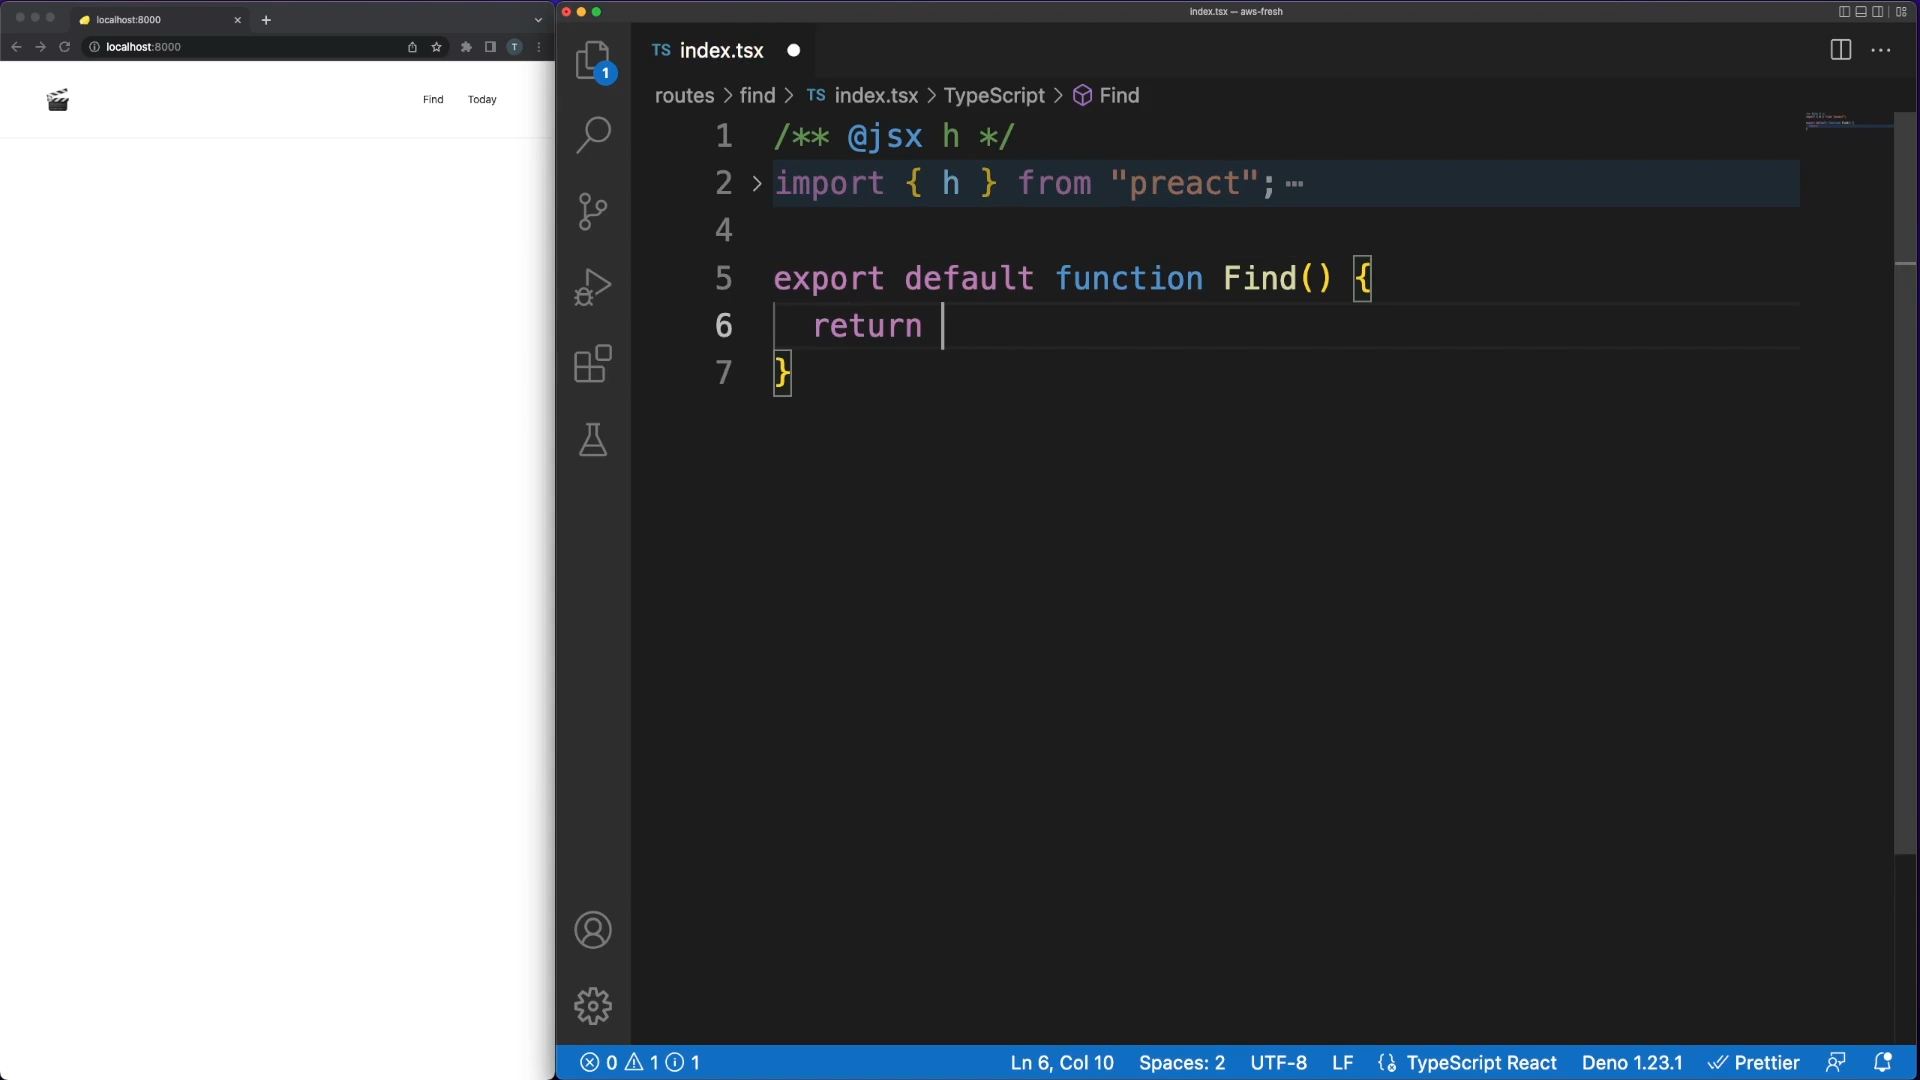 localhost:8000
localhost:8000
T
Find Today
index.tsx — aws-fresh
1
TS index.tsx
routes > find > TS index.tsx > TypeScript > Find
1 /** @jsx h */
2 > import { h } from "preact"; ⋯
4
5 export default function Find() {
6 return
7 }
0 1 1
Ln 6, Col 10 Spaces: 2 UTF-8 LF TypeScript React Deno 1.23.1 Prettier